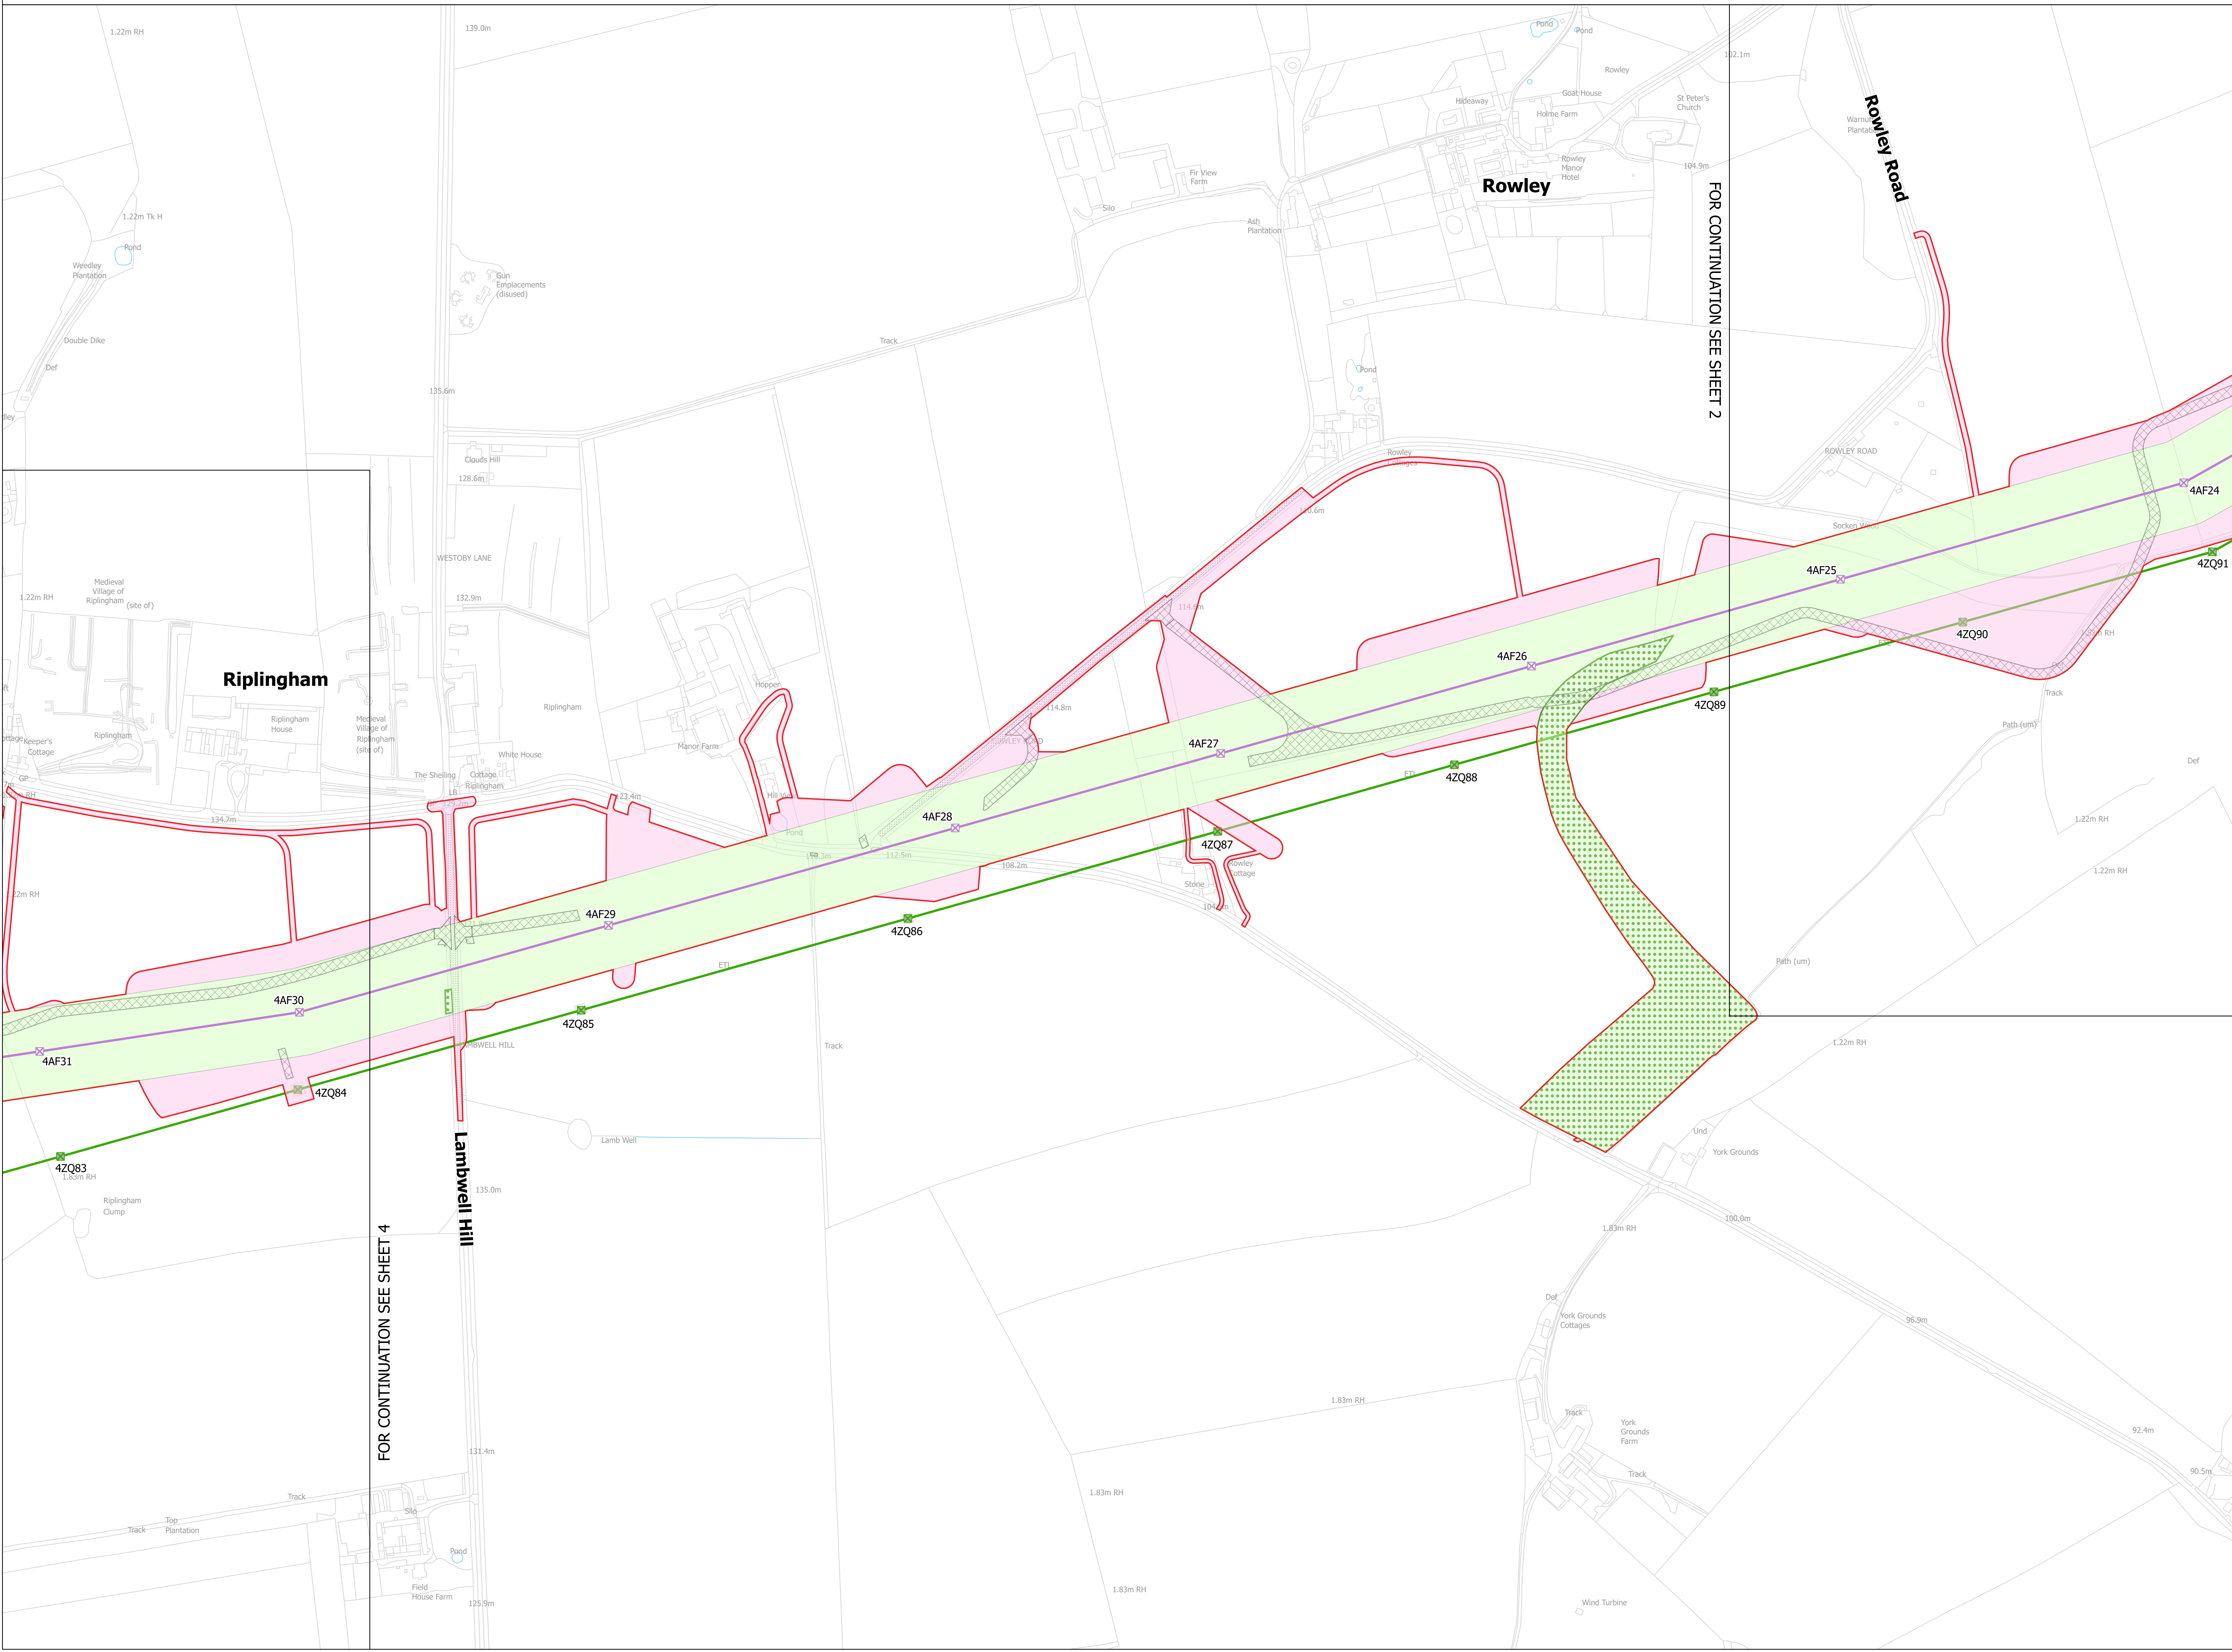 1.22m RH
139.0m
Pond
Pond
Rowley
102.1m
Goat House
Hideaway
Holme Farm
St Peter's
Church
Rowley Road
Rowley
Manor
Hotel
104.9m
Fir View
Farm
Rowley
Silo
Ash
Plantation
FOR CONTINUATION SEE SHEET 2
1.22m Tk H
Pond
Weedley
Plantation
Gun
Emplacements
(disused)
Double Dike
Def
Track
Pond
135.6m
Clouds Hill
128.6m
Rowley
ROWLEY ROAD
4AF24
Socken Wood
WESTOBY LANE
4ZQ91
4AF25
Medieval
Village of
Riplingham
(site of)
1.22m RH
132.9m
114.6m
4ZQ90
4AF26
Riplingham
Hopper
Track
4ZQ89
Riplingham
House
Medieval
Village of
Riplingham
(site of)
Riplingham
114.8m
Path (um)
Riplingham
Keeper's
Cottage
Manor Farm
White House
4AF27
Def
The Sheiling
Cottage
Riplingham
4ZQ88
ETL
GP
LB
129.2m
123.4m
Hill View
134.7m
4AF28
Pond
4ZQ87
1.22m RH
112.5m
108.2m
Rowley
Cottage
Stone
1.22m RH
4AF29
4ZQ86
ETL
Path (um)
4AF30
4ZQ85
4AF31
Track
1.22m RH
4ZQ84
Lamb Well
Lambwell Hill
Und
York Grounds
4ZQ83
1.83m RH
135.0m
Riplingham
Clump
100.0m
1.83m RH
FOR CONTINUATION SEE SHEET 4
Def
York Grounds
Cottages
96.9m
1.83m RH
Track
York
Grounds
Farm
92.4m
131.4m
Track
90.5m
Track
1.83m RH
Silo
Top
Plantation
Track
Pond
Field
House Farm
1.83m RH
125.9m
Wind Turbine